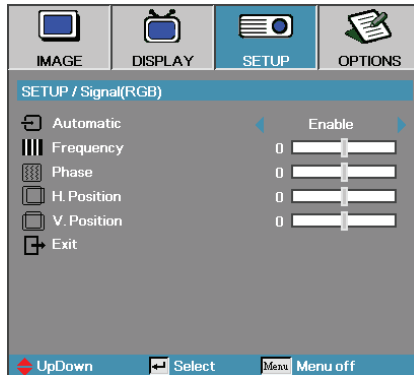 IMAGE DISPLAY SETUP OPTIONS
SETUP / Signal(RGB)
Automatic Enable
Frequency 0
Phase 0
H. Position 0
V. Position 0
Exit
UpDown Select Menu Menu off